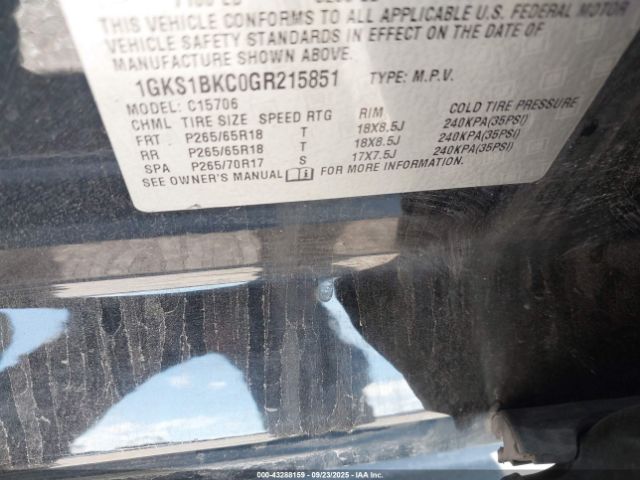 THIS VEHICLE CONFORMS TO ALL APPLICABLE U.S. FEDERAL MOTOR
VEHICLE SAFETY STANDARDS IN EFFECT ON THE DATE OF
MANUFACTURE SHOWN ABOVE.
1GKS1BKC0GR215851 TYPE: M.P.V.
MODEL: C15706
CHML TIRE SIZE SPEED RTG RIM COLD TIRE PRESSURE
FRT P265/65R18 T 18X8.5J 240KPA(35PSI)
RR P265/65R18 T 18X8.5J 240KPA(35PSI)
SPA P265/70R17 S 17X7.5J 240KPA(35PSI)
SEE OWNER'S MANUAL FOR MORE INFORMATION.
000-43288159 - 09/23/2025 - IAA Inc. Copyright